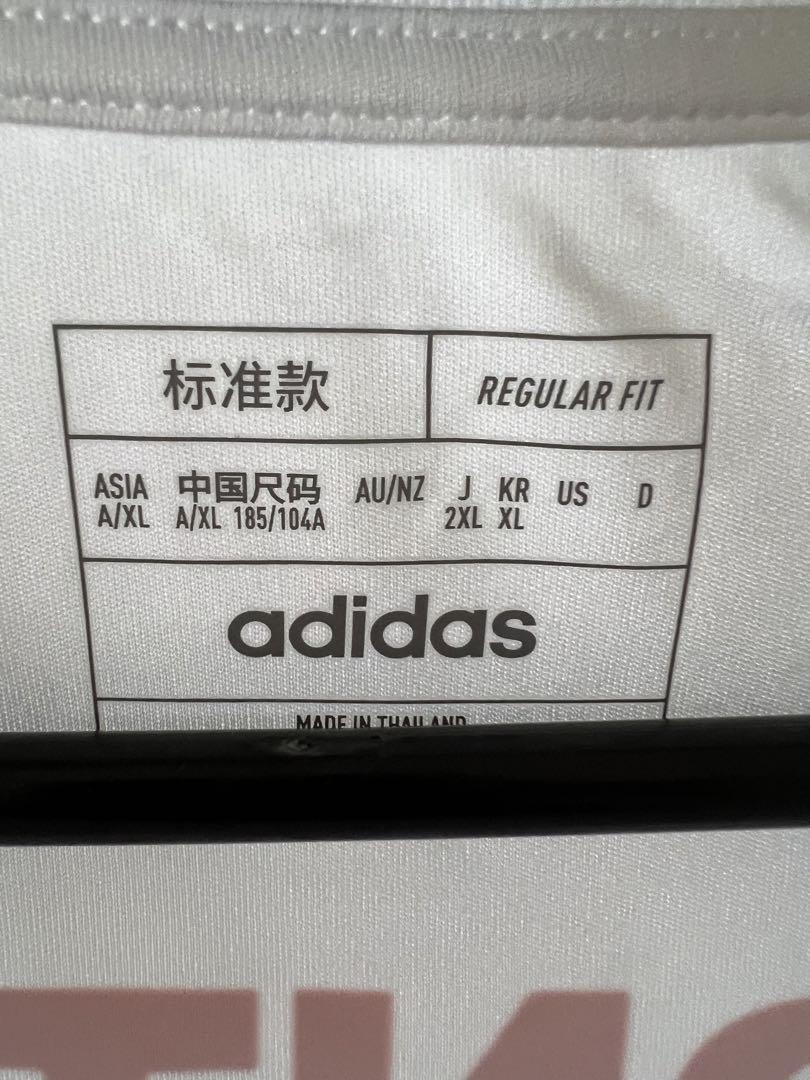 标准款 REGULAR FIT
ASIA 中国尺码 AU/NZ J KR US D
A/XL A/XL 185/104A 2XL XL
adidas
MADE IN THAILAND